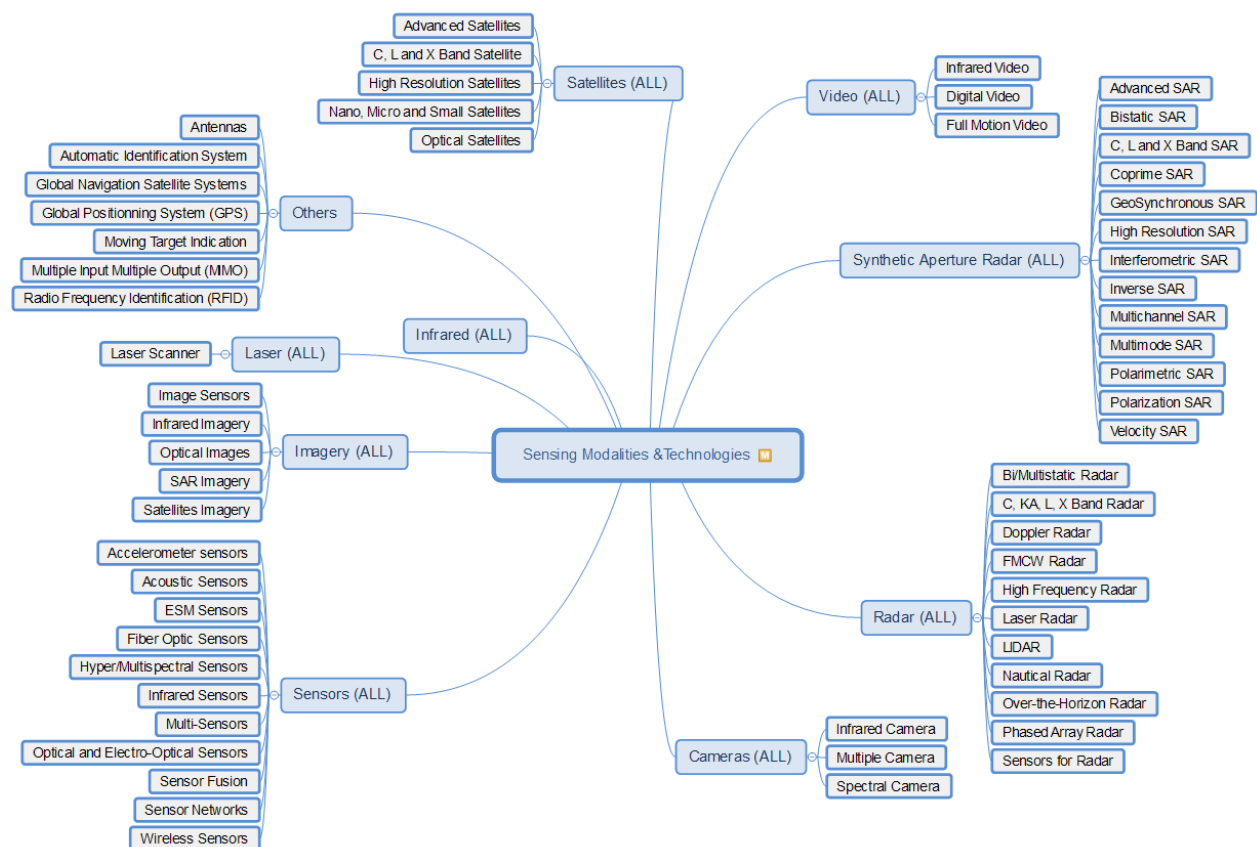 Advanced Satellites
C, L and X Band Satellite
High Resolution Satellites
Nano, Micro and Small Satellites
Optical Satellites
Satellites (ALL)
Antennas
Automatic Identification System
Global Navigation Satellite Systems
Global Positionning System (GPS)
Moving Target Indication
Multiple Input Multiple Output (MIMO)
Radio Frequency Identification (RFID)
Others
Infrared (ALL)
Laser Scanner
Laser (ALL)
Image Sensors
Infrared Imagery
Optical Images
SAR Imagery
Satellites Imagery
Imagery (ALL)
Accelerometer sensors
Acoustic Sensors
ESM Sensors
Fiber Optic Sensors
Hyper/Multispectral Sensors
Infrared Sensors
Multi-Sensors
Optical and Electro-Optical Sensors
Sensor Fusion
Sensor Networks
Wireless Sensors
Sensors (ALL)
Sensing Modalities &Technologies M
Video (ALL)
Infrared Video
Digital Video
Full Motion Video
Synthetic Aperture Radar (ALL)
Advanced SAR
Bistatic SAR
C, L and X Band SAR
Coprime SAR
GeoSynchronous SAR
High Resolution SAR
Interferometric SAR
Inverse SAR
Multichannel SAR
Multimode SAR
Polarimetric SAR
Polarization SAR
Velocity SAR
Radar (ALL)
Bi/Multistatic Radar
C, KA, L, X Band Radar
Doppler Radar
FMCW Radar
High Frequency Radar
Laser Radar
LIDAR
Nautical Radar
Over-the-Horizon Radar
Phased Array Radar
Sensors for Radar
Cameras (ALL)
Infrared Camera
Multiple Camera
Spectral Camera